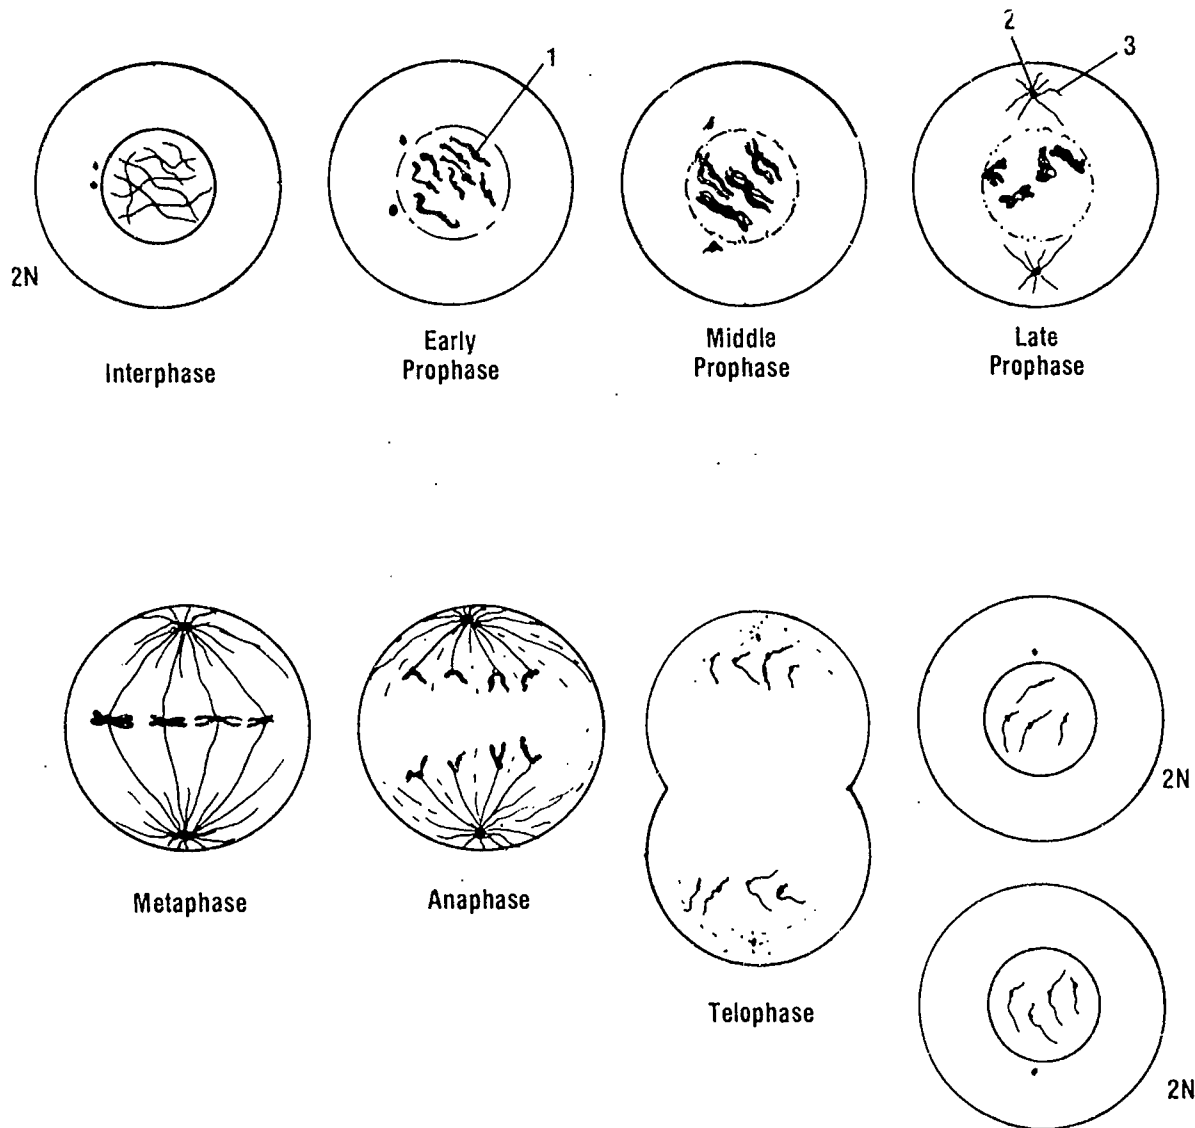 2
1
3
2N
Interphase
Early
Prophase
Middle
Prophase
Late
Prophase
Metaphase
Anaphase
Telophase
2N
2N